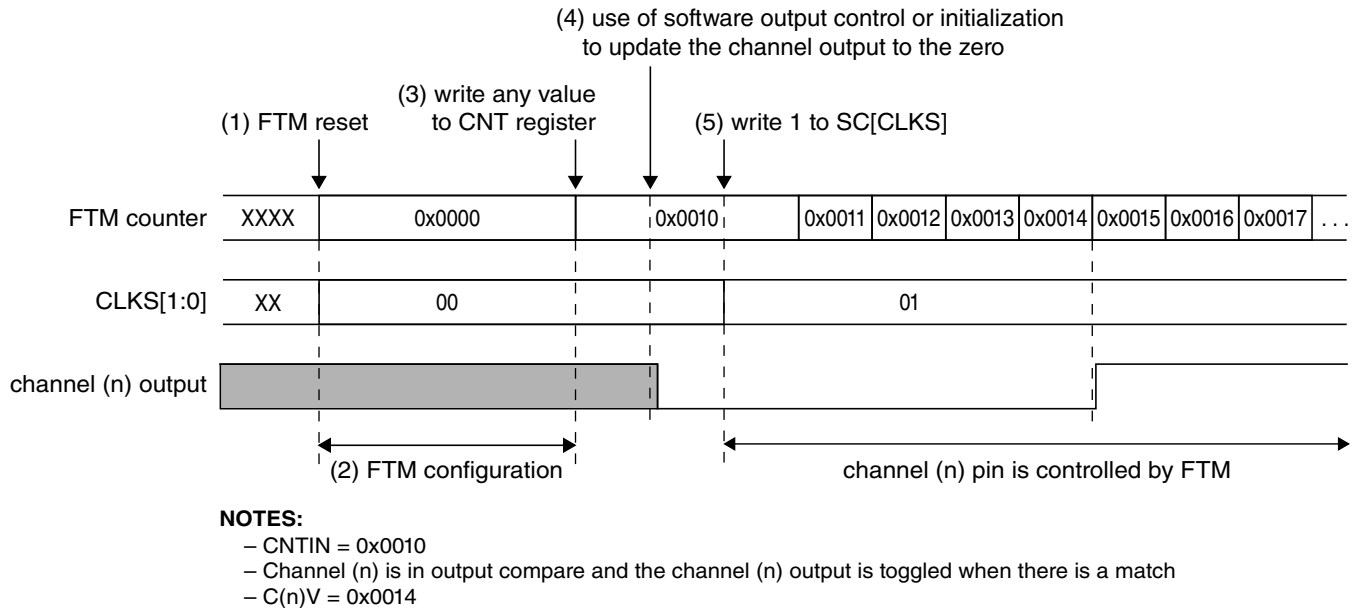 (4) use of software output control or initialization
to update the channel output to the zero
(3) write any value
to CNT register
(1) FTM reset
(5) write 1 to SC[CLKS]
FTM counter XXXX 0x0000 0x0010 0x0011 0x0012 0x0013 0x0014 0x0015 0x0016 0x0017 . . .
CLKS[1:0] XX 00 01
channel (n) output
(2) FTM configuration
channel (n) pin is controlled by FTM
NOTES:
– CNTIN = 0x0010
– Channel (n) is in output compare and the channel (n) output is toggled when there is a match
– C(n)V = 0x0014